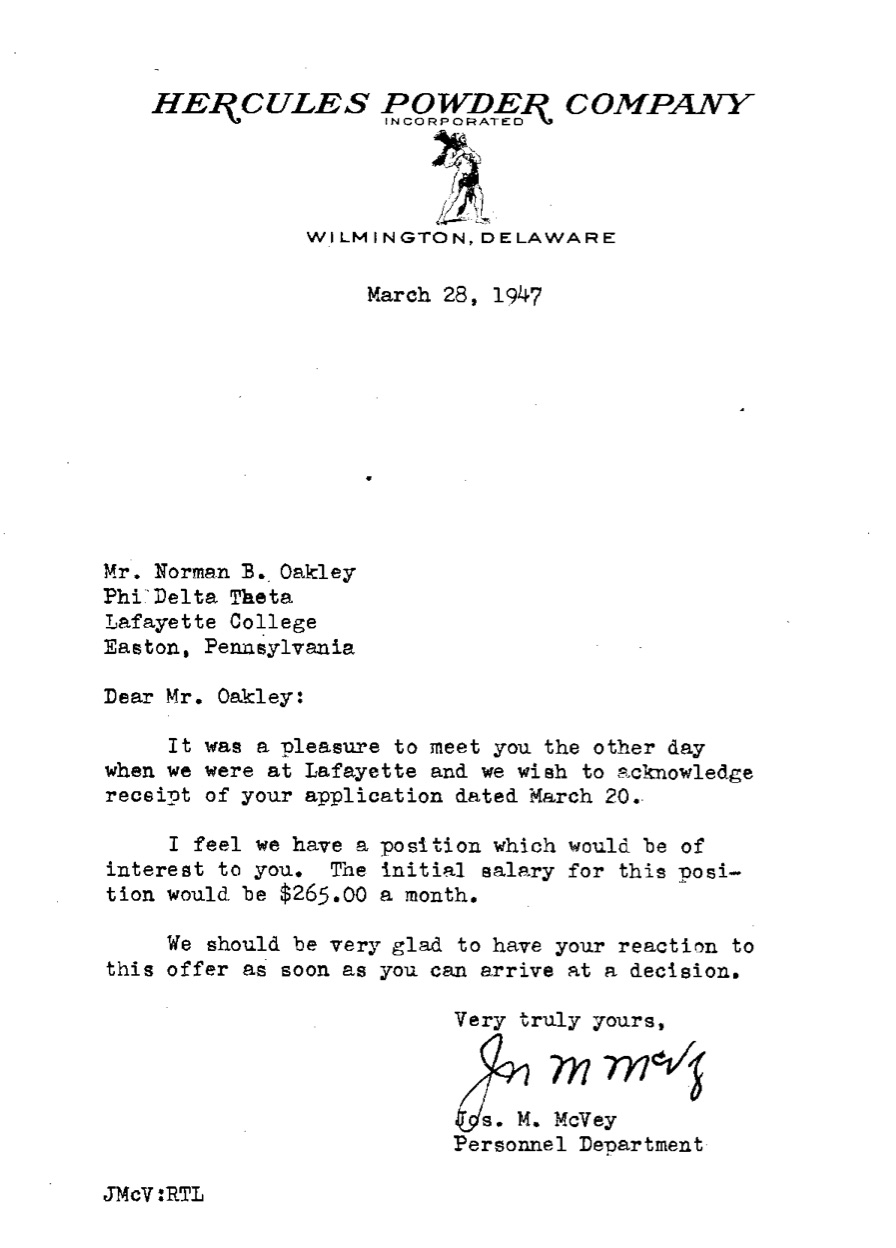 HERCULES POWDER COMPANY
INCORPORATED
WILMINGTON, DELAWARE
March 28, 1947
Mr. Norman B. Oakley
Phi Delta Theta
Lafayette College
Easton, Pennsylvania
Dear Mr. Oakley:
It was a pleasure to meet you the other day
when we were at Lafayette and we wish to acknowledge
receipt of your application dated March 20.
I feel we have a position which would be of
interest to you. The initial salary for this posi-
tion would be $265.00 a month.
We should be very glad to have your reaction to
this offer as soon as you can arrive at a decision.
Very truly yours,
Jos M McVey
Jos. M. McVey
Personnel Department
JMcV:RTL